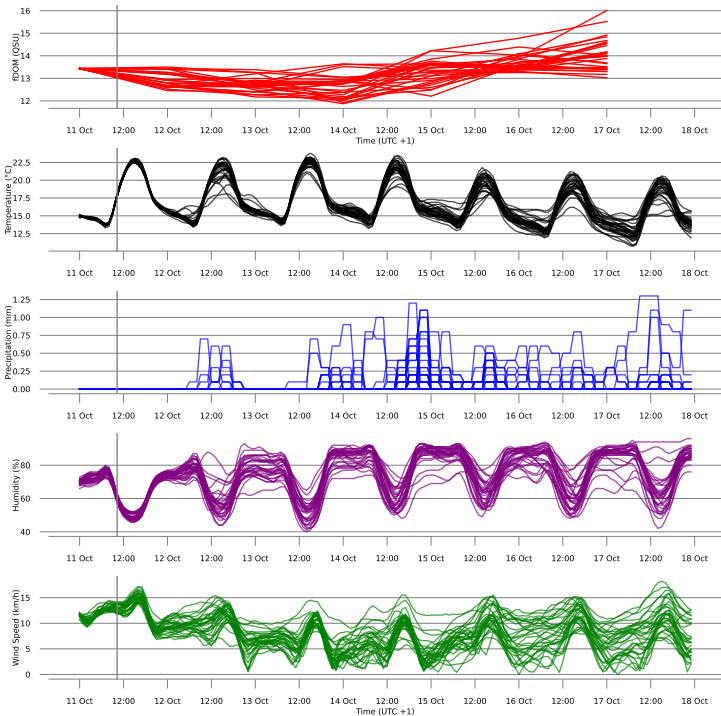 16
15
14
13
12
fDOM (QSU)
11 Oct 12:00 12 Oct 12:00 13 Oct 12:00 14 Oct 12:00 15 Oct 12:00 16 Oct 12:00 17 Oct 12:00 18 Oct
Time (UTC +1)
22.5
20.0
17.5
15.0
12.5
Temperature (°C)
11 Oct 12:00 12 Oct 12:00 13 Oct 12:00 14 Oct 12:00 15 Oct 12:00 16 Oct 12:00 17 Oct 12:00 18 Oct
1.25
1.00
0.75
0.50
0.25
0.00
Precipitation (mm)
11 Oct 12:00 12 Oct 12:00 13 Oct 12:00 14 Oct 12:00 15 Oct 12:00 16 Oct 12:00 17 Oct 12:00 18 Oct
80
60
40
Humidity (%)
11 Oct 12:00 12 Oct 12:00 13 Oct 12:00 14 Oct 12:00 15 Oct 12:00 16 Oct 12:00 17 Oct 12:00 18 Oct
15
10
5
0
Wind Speed (km/h)
11 Oct 12:00 12 Oct 12:00 13 Oct 12:00 14 Oct 12:00 15 Oct 12:00 16 Oct 12:00 17 Oct 12:00 18 Oct
Time (UTC +1)